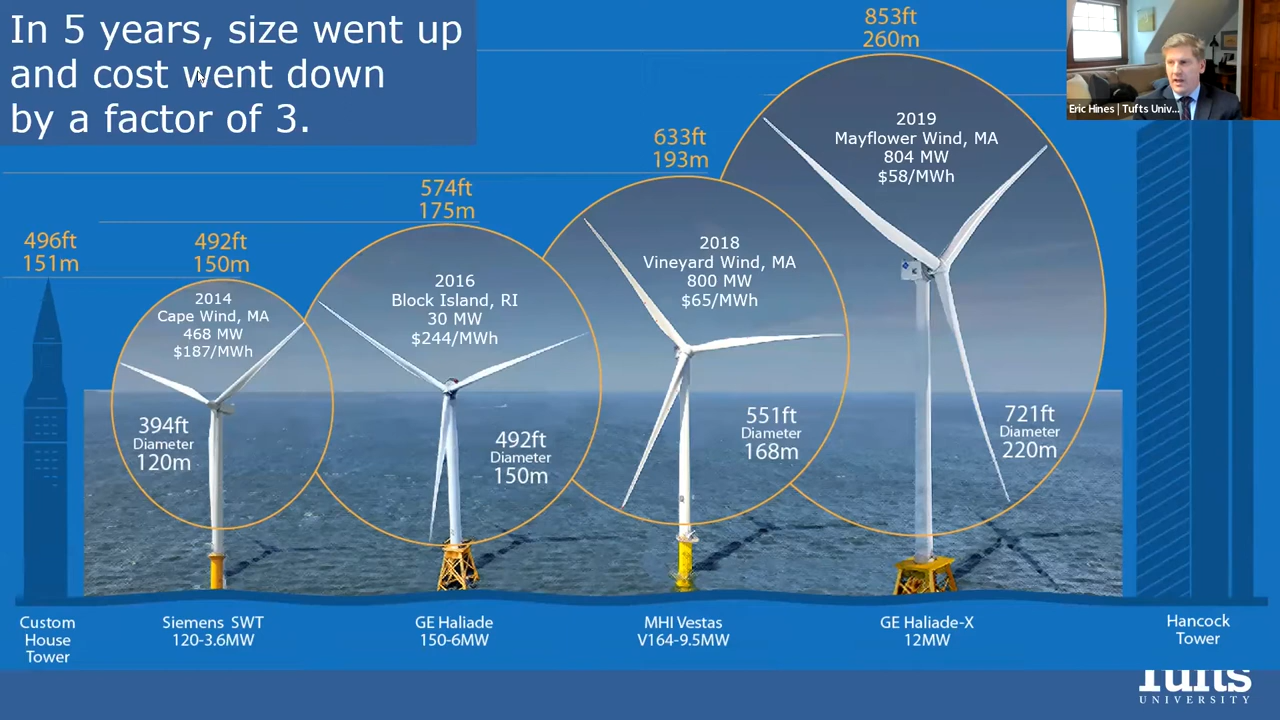 In 5 years, size went up
and cost went down
by a factor of 3.
853ft
260m
Eric Hines | Tufts Univ...
2019
Mayflower Wind, MA
804 MW
$58/MWh
633ft
193m
574ft
175m
496ft
151m
492ft
150m
2018
Vineyard Wind, MA
800 MW
$65/MWh
2016
Block Island, RI
30 MW
$244/MWh
2014
Cape Wind, MA
468 MW
$187/MWh
394ft
Diameter
120m
492ft
Diameter
150m
551ft
Diameter
168m
721ft
Diameter
220m
Custom
House
Tower
Siemens SWT
120-3.6MW
GE Haliade
150-6MW
MHI Vestas
V164-9.5MW
GE Haliade-X
12MW
Hancock
Tower
Tufts
UNIVERSITY